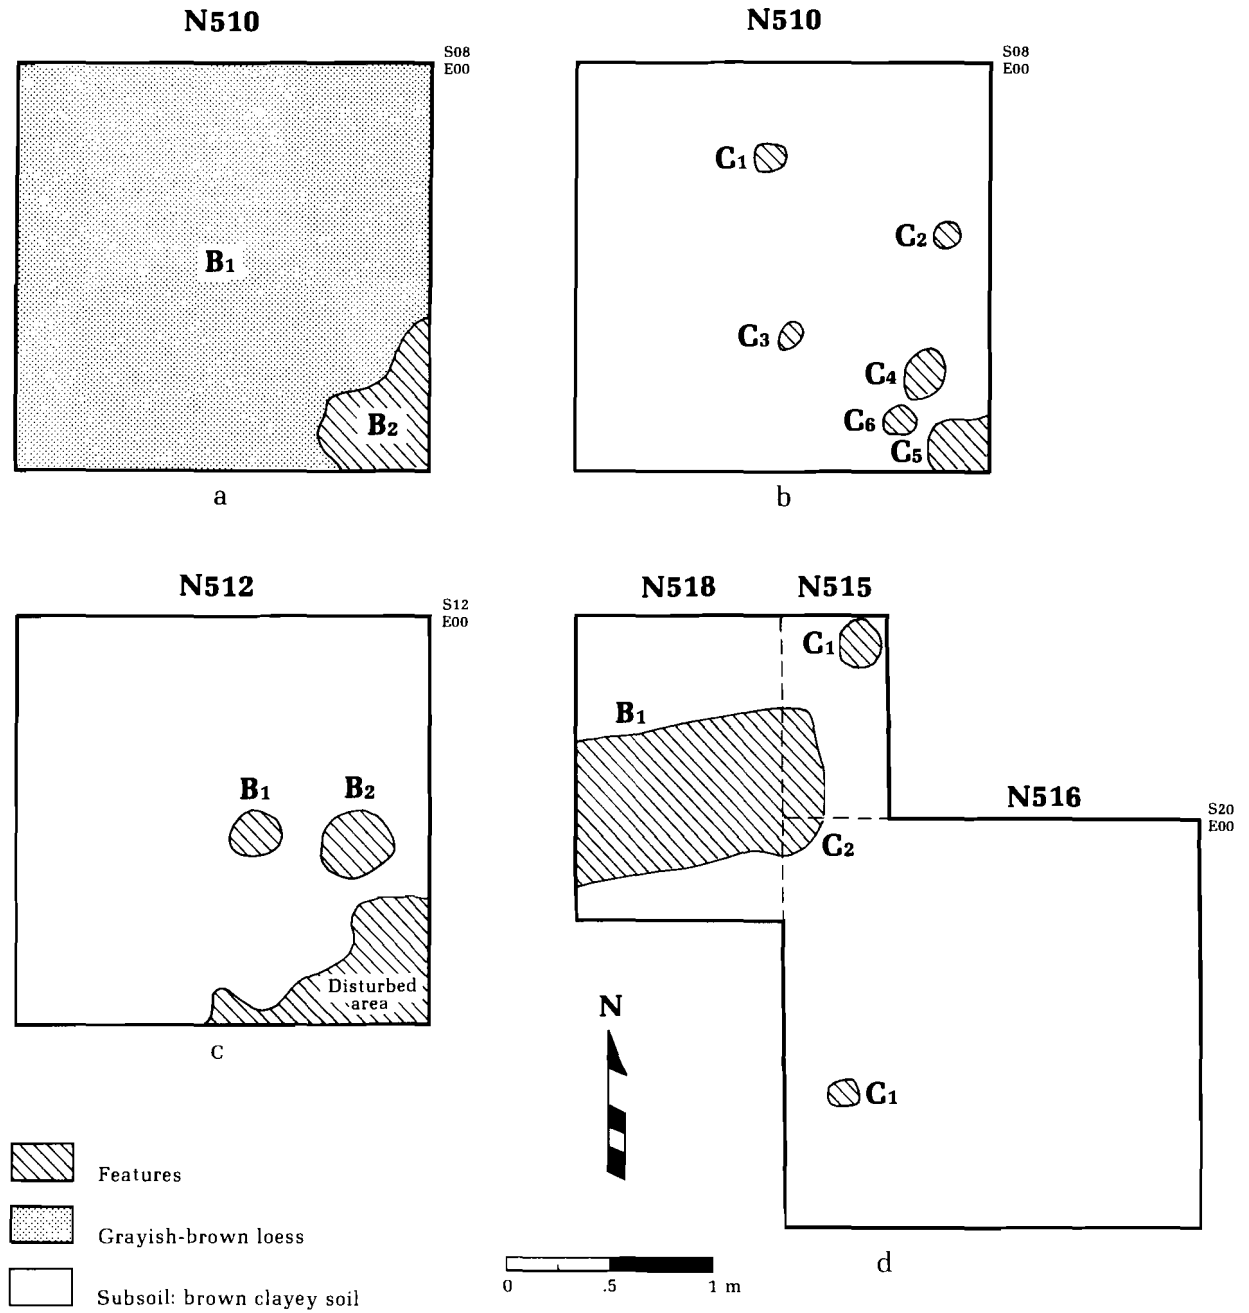 N510
S08
E00
B1
B2
a
N510
S08
E00
C1
C2
C3
C4
C6
C5
b
N512
S12
E00
B1
B2
Disturbed
area
c
N518
N515
C1
B1
N516
S20
E00
C2
N
C1
d
Features
Grayish-brown loess
Subsoil: brown clayey soil
0 .5 1 m